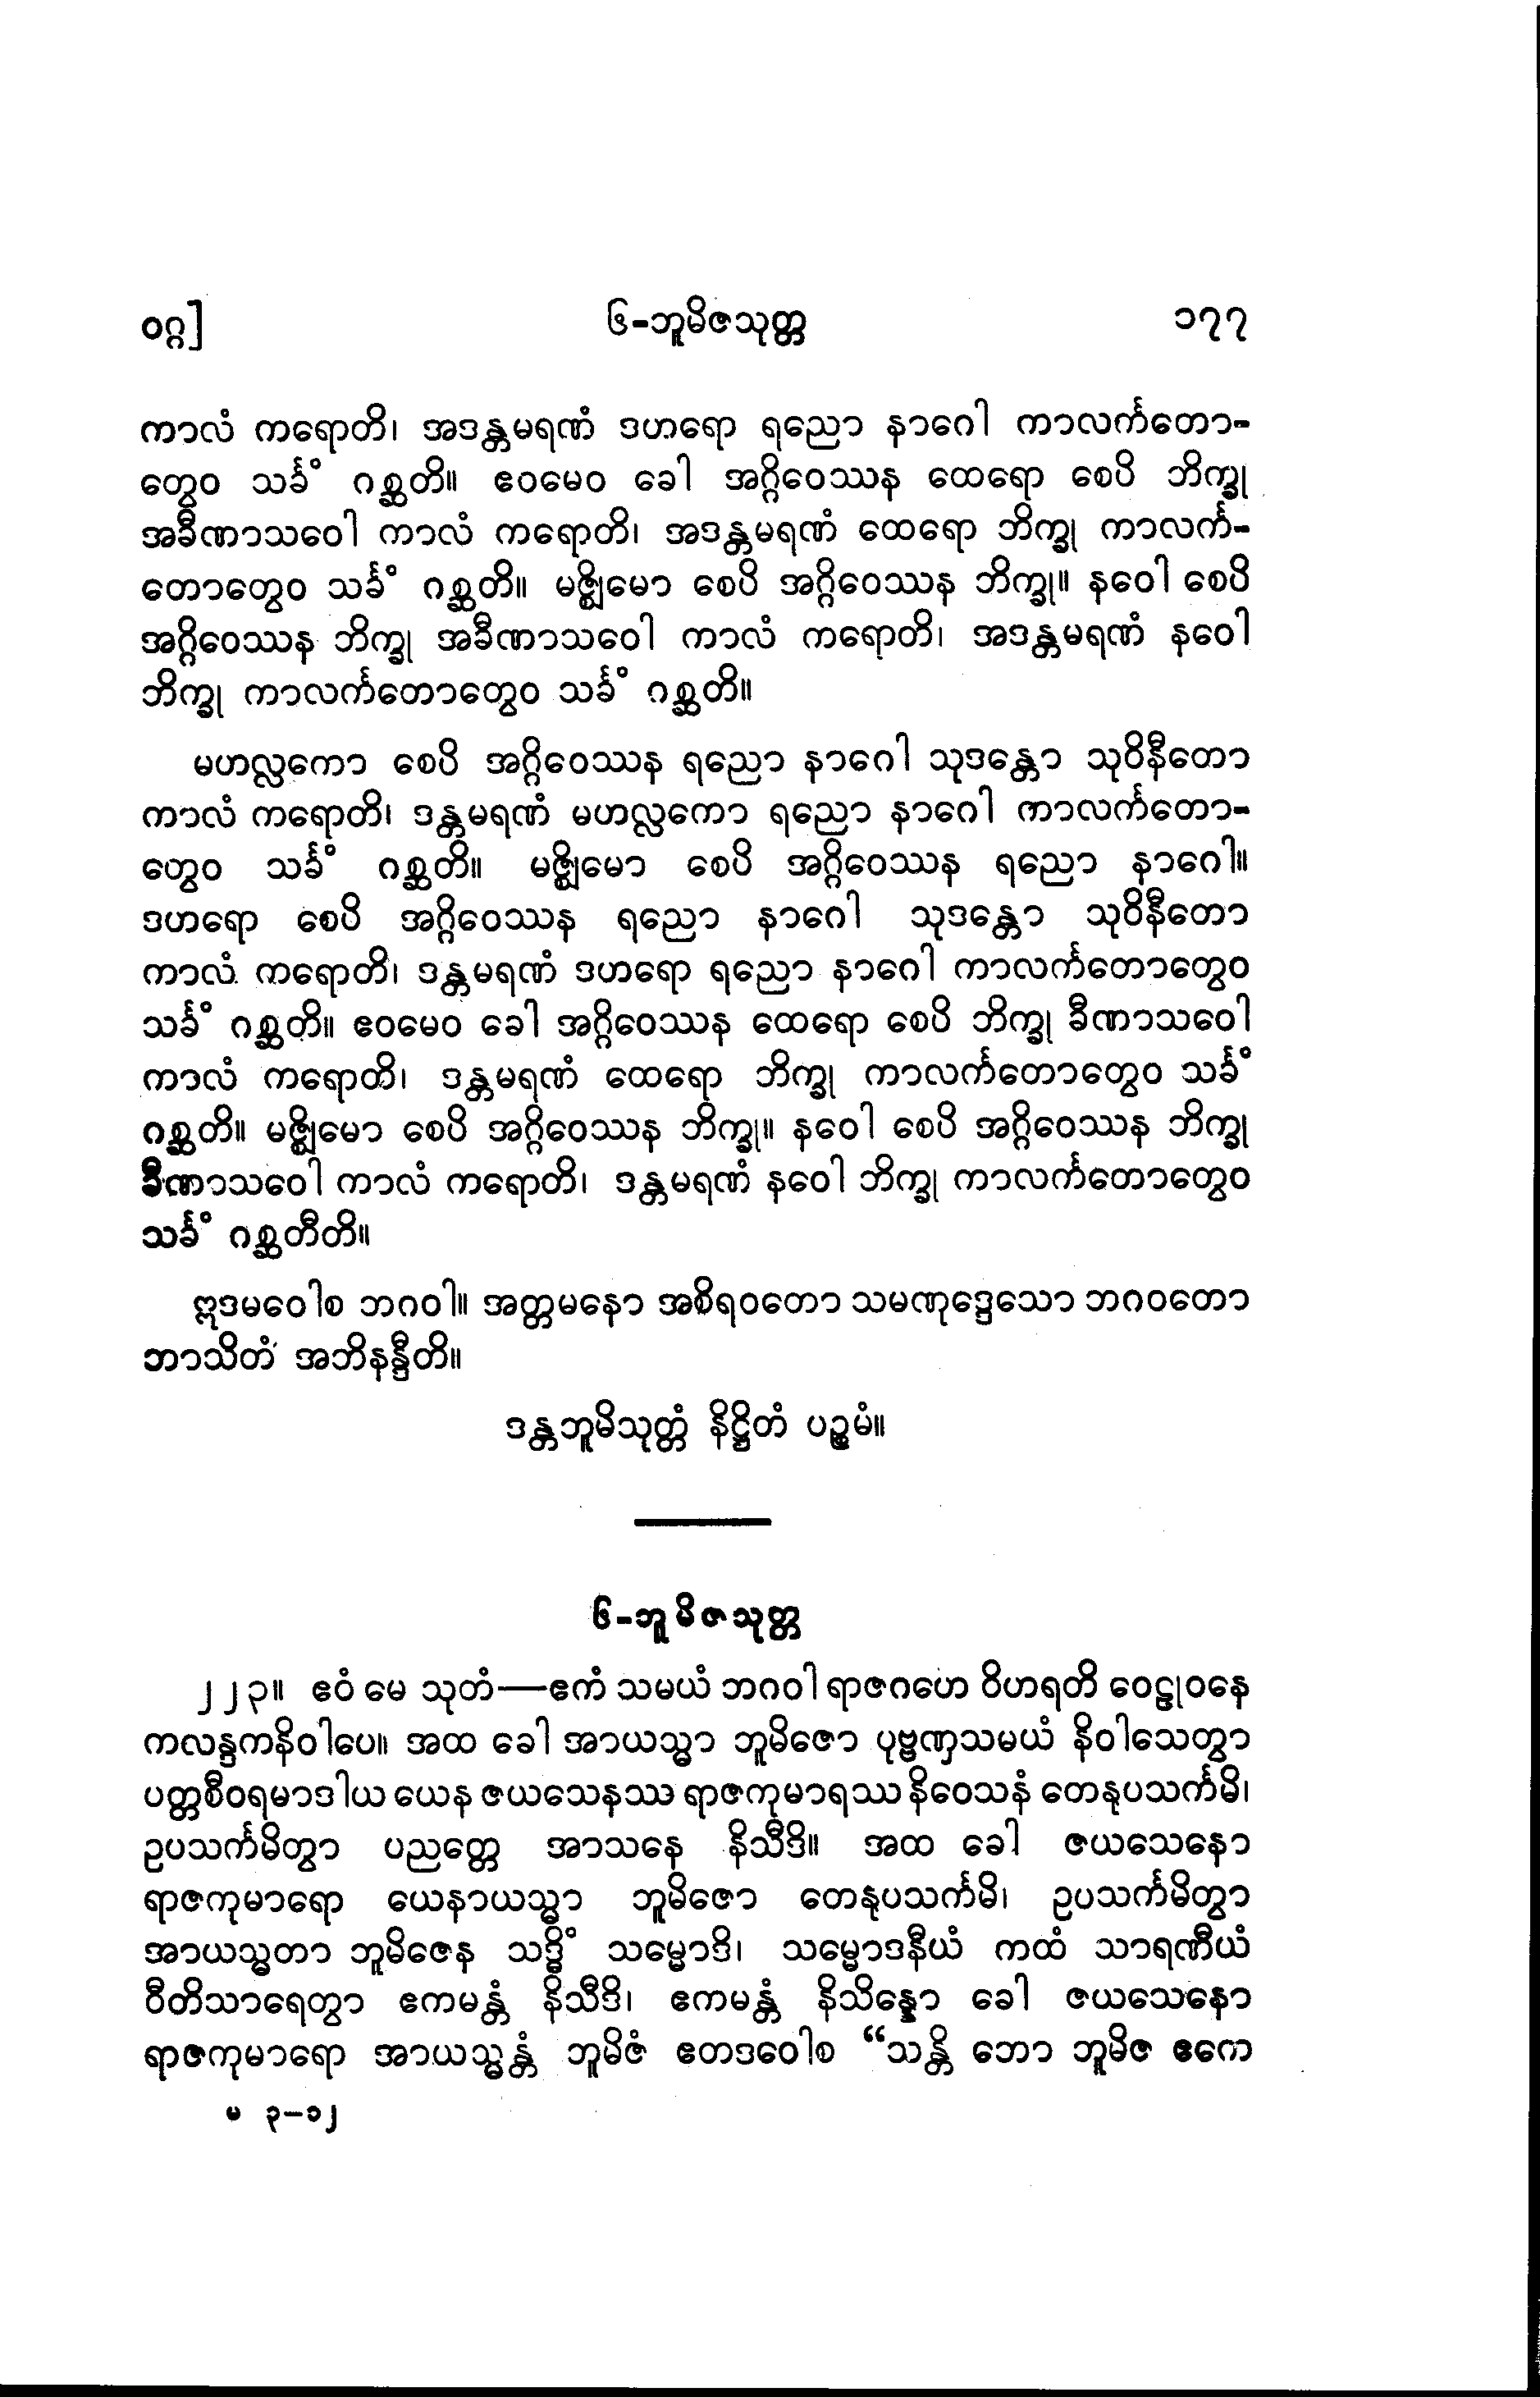 ဝဂ္ဂ] ၆-ဘူမိဇသုတ္တ ၁၇၇
ကာလံ ကရောတိ၊ အဒန္တမရဏံ ဒဟရော ရညော နာဂေါ ကာလင်္ကတော-
တွေဝ သင်္ခံ ဂစ္ဆတိ။ ဧဝမေဝ ခေါ အဂ္ဂိဝေဿန ထေရော စေပိ ဘိက္ခု
အခီဏာသဝေါ ကာလံ ကရောတိ၊ အဒန္တမရဏံ ထေရော ဘိက္ခု ကာလင်္က-
တောတွေဝ သင်္ခံ ဂစ္ဆတိ။ မဇ္ဈိမော စေပိ အဂ္ဂိဝေဿန ဘိက္ခု။ နဝေါ စေပိ
အဂ္ဂိဝေဿန ဘိက္ခု အခီဏာသဝေါ ကာလံ ကရောတိ၊ အဒန္တမရဏံ နဝေါ
ဘိက္ခု ကာလင်္ကတောတွေဝ သင်္ခံ ဂစ္ဆတိ။
မဟလ္လကော စေပိ အဂ္ဂိဝေဿန ရညော နာဂေါ သုဒန္တော သုဝိနီတော
ကာလံ ကရောတိ၊ ဒန္တမရဏံ မဟလ္လကော ရညော နာဂေါ ကာလင်္ကတော-
တွေဝ သင်္ခံ ဂစ္ဆတိ။ မဇ္ဈိမော စေပိ အဂ္ဂိဝေဿန ရညော နာဂေါ။
ဒဟရော စေပိ အဂ္ဂိဝေဿန ရညော နာဂေါ သုဒန္တော သုဝိနီတော
ကာလံ ကရောတိ၊ ဒန္တမရဏံ ဒဟရော ရညော နာဂေါ ကာလင်္ကတောတွေဝ
သင်္ခံ ဂစ္ဆတိ။ ဧဝမေဝ ခေါ အဂ္ဂိဝေဿန ထေရော စေပိ ဘိက္ခု ခီဏာသဝေါ
ကာလံ ကရောတိ၊ ဒန္တမရဏံ ထေရော ဘိက္ခု ကာလင်္ကတောတွေဝ သင်္ခံ
ဂစ္ဆတိ။ မဇ္ဈိမော စေပိ အဂ္ဂိဝေဿန ဘိက္ခု။ နဝေါ စေပိ အဂ္ဂိဝေဿန ဘိက္ခု
ခီဏာသဝေါ ကာလံ ကရောတိ၊ ဒန္တမရဏံ နဝေါ ဘိက္ခု ကာလင်္ကတောတွေဝ
သင်္ခံ ဂစ္ဆတီတိ။
ဣဒမဝေါစ ဘဂဝါ။ အတ္တမနော အစိရဝတော သမဏုဒ္ဒေသော ဘဂဝတော
ဘာသိတံ အဘိနန္ဒီတိ။
ဒန္တဘူမိသုတ္တံ နိဋ္ဌိတံ ပဉ္စမံ။
၆-ဘူမိဇသုတ္တ
၂၂၃။ ဧဝံ မေ သုတံ—ဧကံ သမယံ ဘဂဝါ ရာဇဂဟေ ဝိဟရတိ ဝေဠုဝနေ
ကလန္ဒကနိဝါပေ။ အထ ခေါ အာယသ္မာ ဘူမိဇော ပုဗ္ဗဏှသမယံ နိဝါသေတွာ
ပတ္တစီဝရမာဒါယ ယေန ဇယသေနဿ ရာဇကုမာရဿ နိဝေသနံ တေနုပသင်္ကမိ၊
ဥပသင်္ကမိတွာ ပညတ္တေ အာသနေ နိသီဒိ။ အထ ခေါ ဇယသေနော
ရာဇကုမာရော ယေနာယသ္မာ ဘူမိဇော တေနုပသင်္ကမိ၊ ဥပသင်္ကမိတွာ
အာယသ္မတာ ဘူမိဇေန သဒ္ဓိံ သမ္မောဒိ၊ သမ္မောဒနီယံ ကထံ သာရဏီယံ
ဝီတိသာရေတွာ ဧကမန္တံ နိသီဒိ၊ ဧကမန္တံ နိသိန္နော ခေါ ဇယသေနော
ရာဇကုမာရော အာယသ္မန္တံ ဘူမိဇံ ဧတဒဝေါစ “သန္တိ ဘော ဘူမိဇ ဧကေ
မ ၃–၁၂